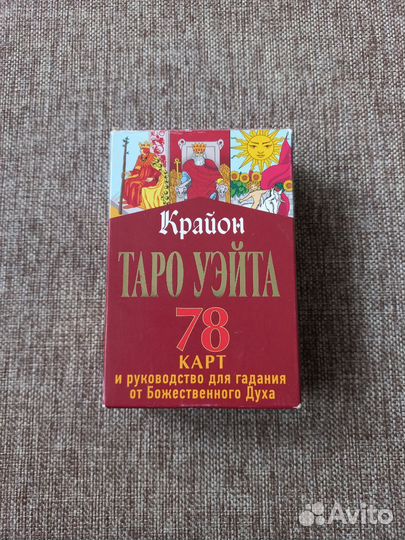 Крайон
ТАРО УЭЙТА
78
КАРТ
и руководство для гадания
от Божественного Духа
Avito